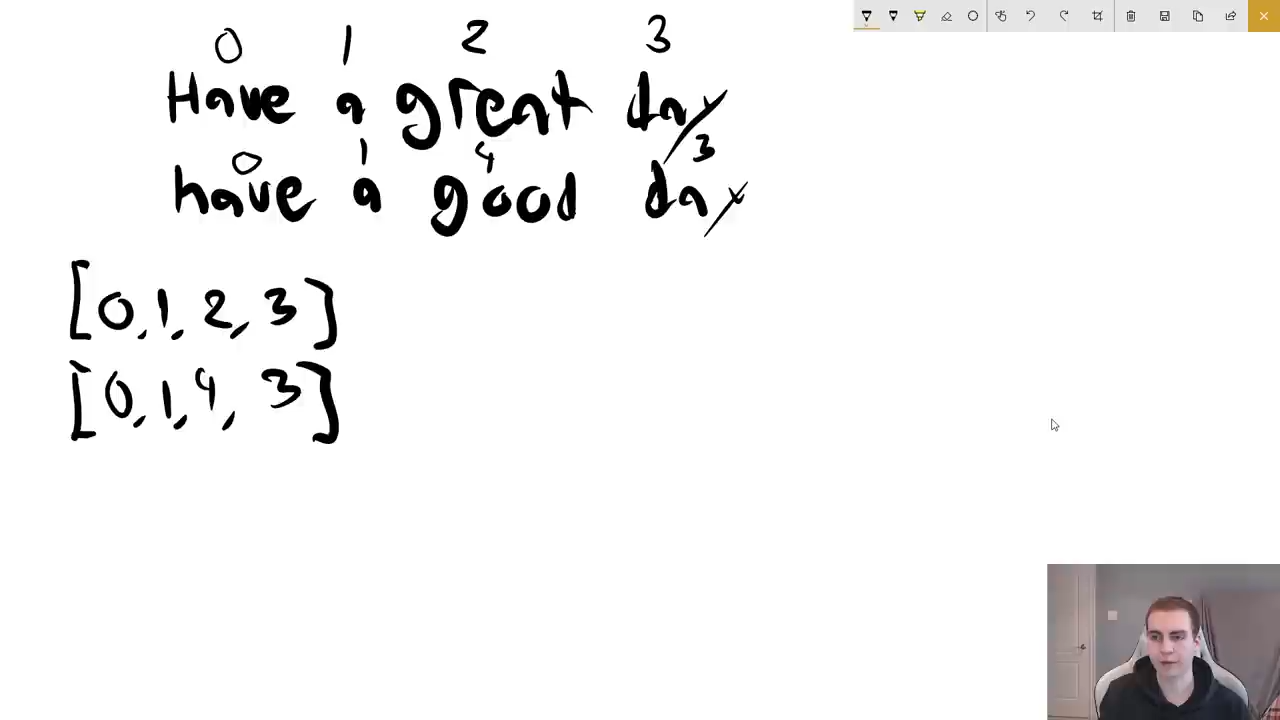 0 1 2 3
Have a great day
0 1 4 3
have a good day
[0,1,2,3]
[0,1,4,3]